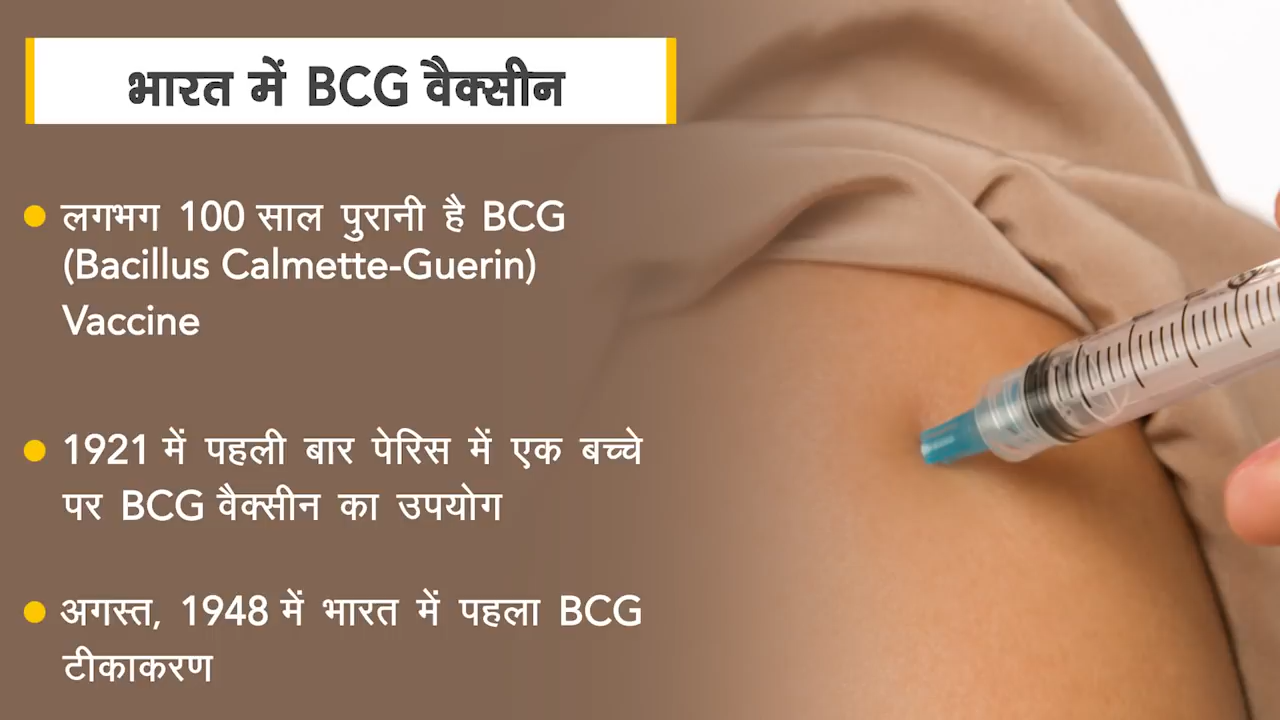 भारत में BCG वैक्सीन
लगभग 100 साल पुरानी है BCG
(Bacillus Calmette-Guerin)
Vaccine
1921 में पहली बार पेरिस में एक बच्चे
पर BCG वैक्सीन का उपयोग
अगस्त, 1948 में भारत में पहला BCG
टीकाकरण